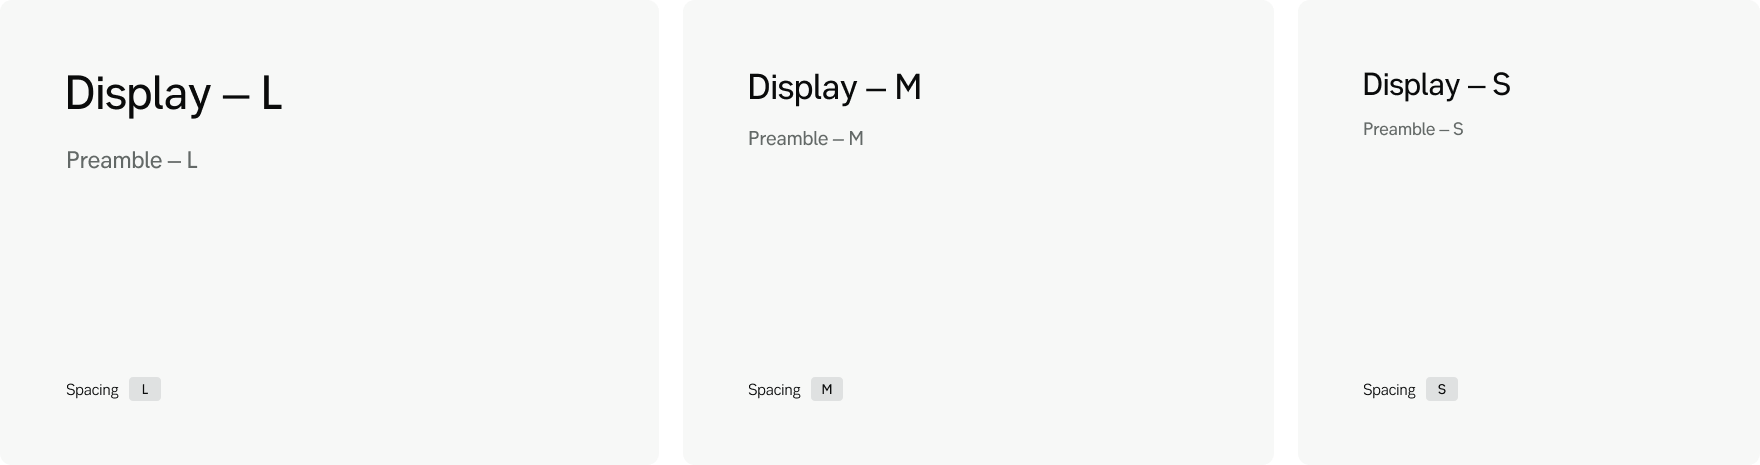 Display – L
Preamble – L
Spacing L
Display – M
Preamble – M
Spacing M
Display – S
Preamble – S
Spacing S